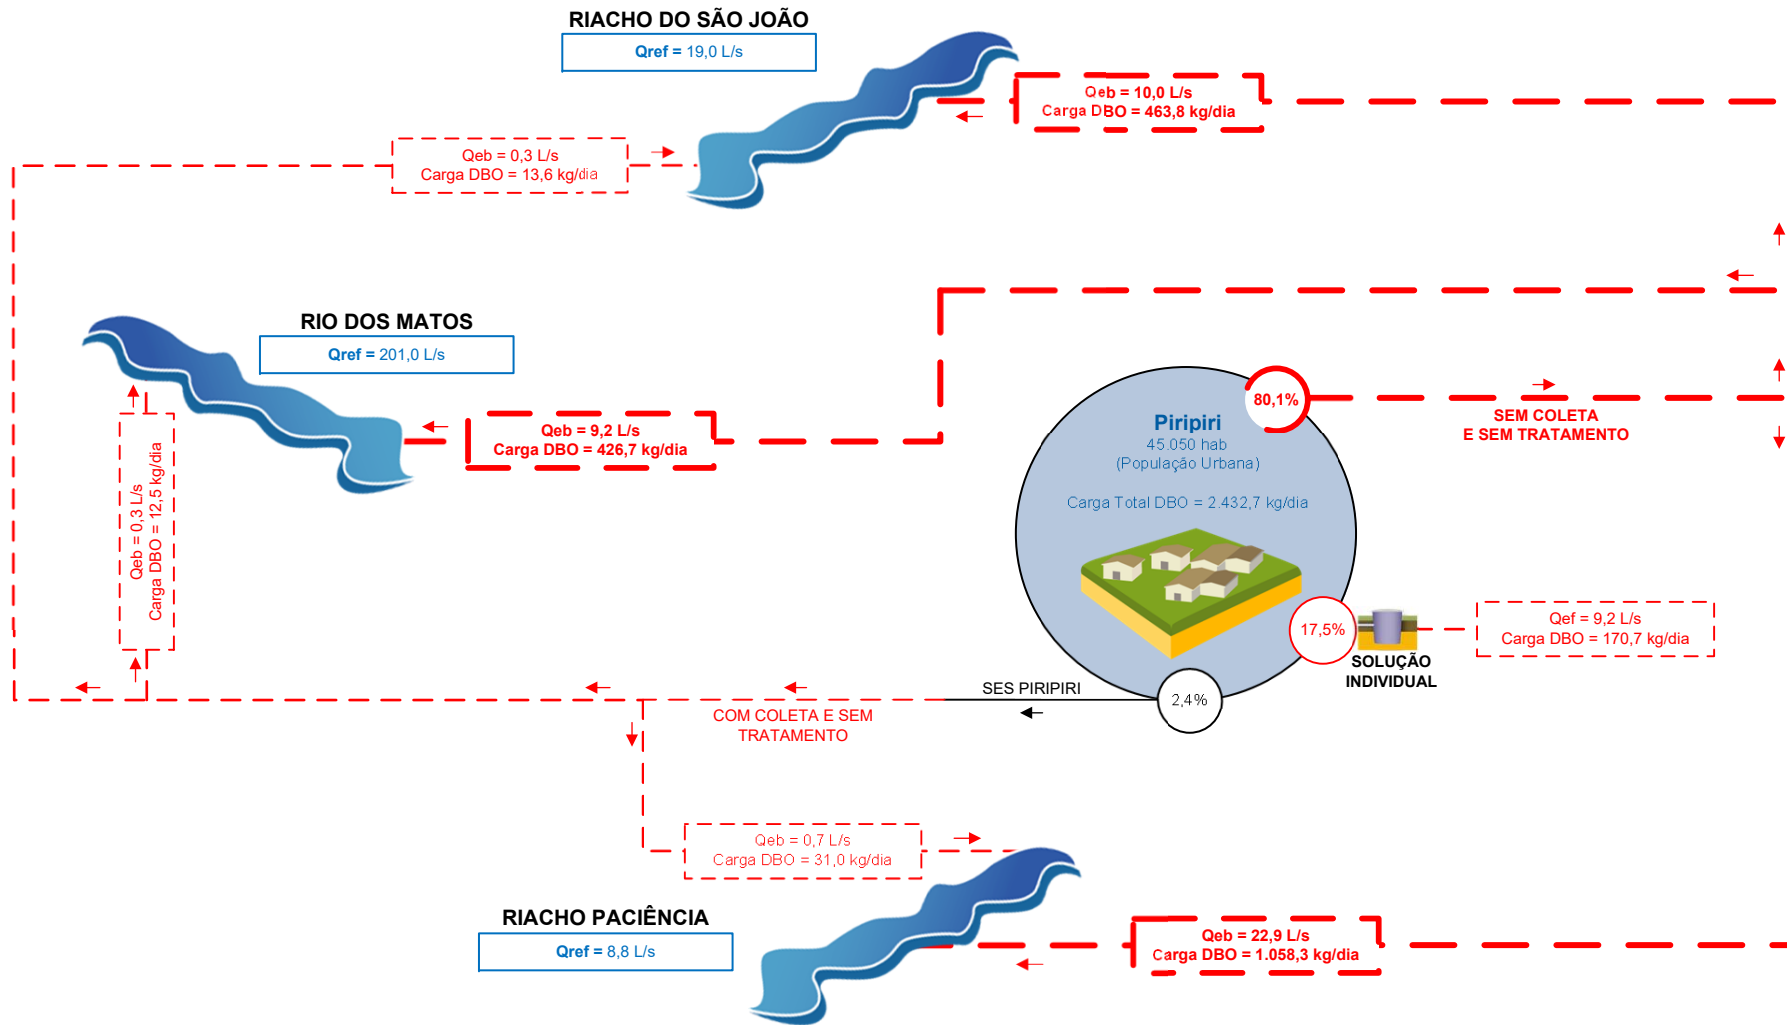 RIACHO DO SÃO JOÃO
Qref = 19,0 L/s
Qeb = 10,0 L/s
Carga DBO = 463,8 kg/dia
Qeb = 0,3 L/s
Carga DBO = 13,6 kg/dia
RIO DOS MATOS
Qref = 201,0 L/s
Qeb = 9,2 L/s
Carga DBO = 426,7 kg/dia
Qeb = 0,3 L/s
Carga DBO = 12,5 kg/dia
80,1%
SEM COLETA
E SEM TRATAMENTO
Piripiri
45.050 hab
(População Urbana)
Carga Total DBO = 2.432,7 kg/dia
17,5%
SOLUÇÃO
INDIVIDUAL
Qef = 9,2 L/s
Carga DBO = 170,7 kg/dia
2,4%
SES PIRIPIRI
COM COLETA E SEM
TRATAMENTO
Qeb = 0,7 L/s
Carga DBO = 31,0 kg/dia
RIACHO PACIÊNCIA
Qref = 8,8 L/s
Qeb = 22,9 L/s
Carga DBO = 1.058,3 kg/dia